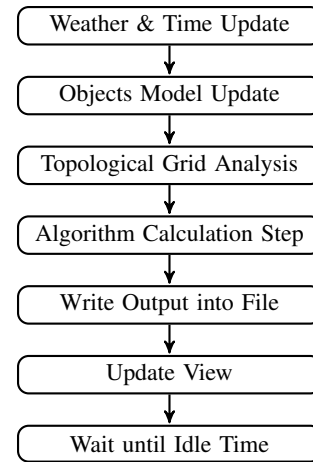 Weather & Time Update
Objects Model Update
Topological Grid Analysis
Algorithm Calculation Step
Write Output into File
Update View
Wait until Idle Time